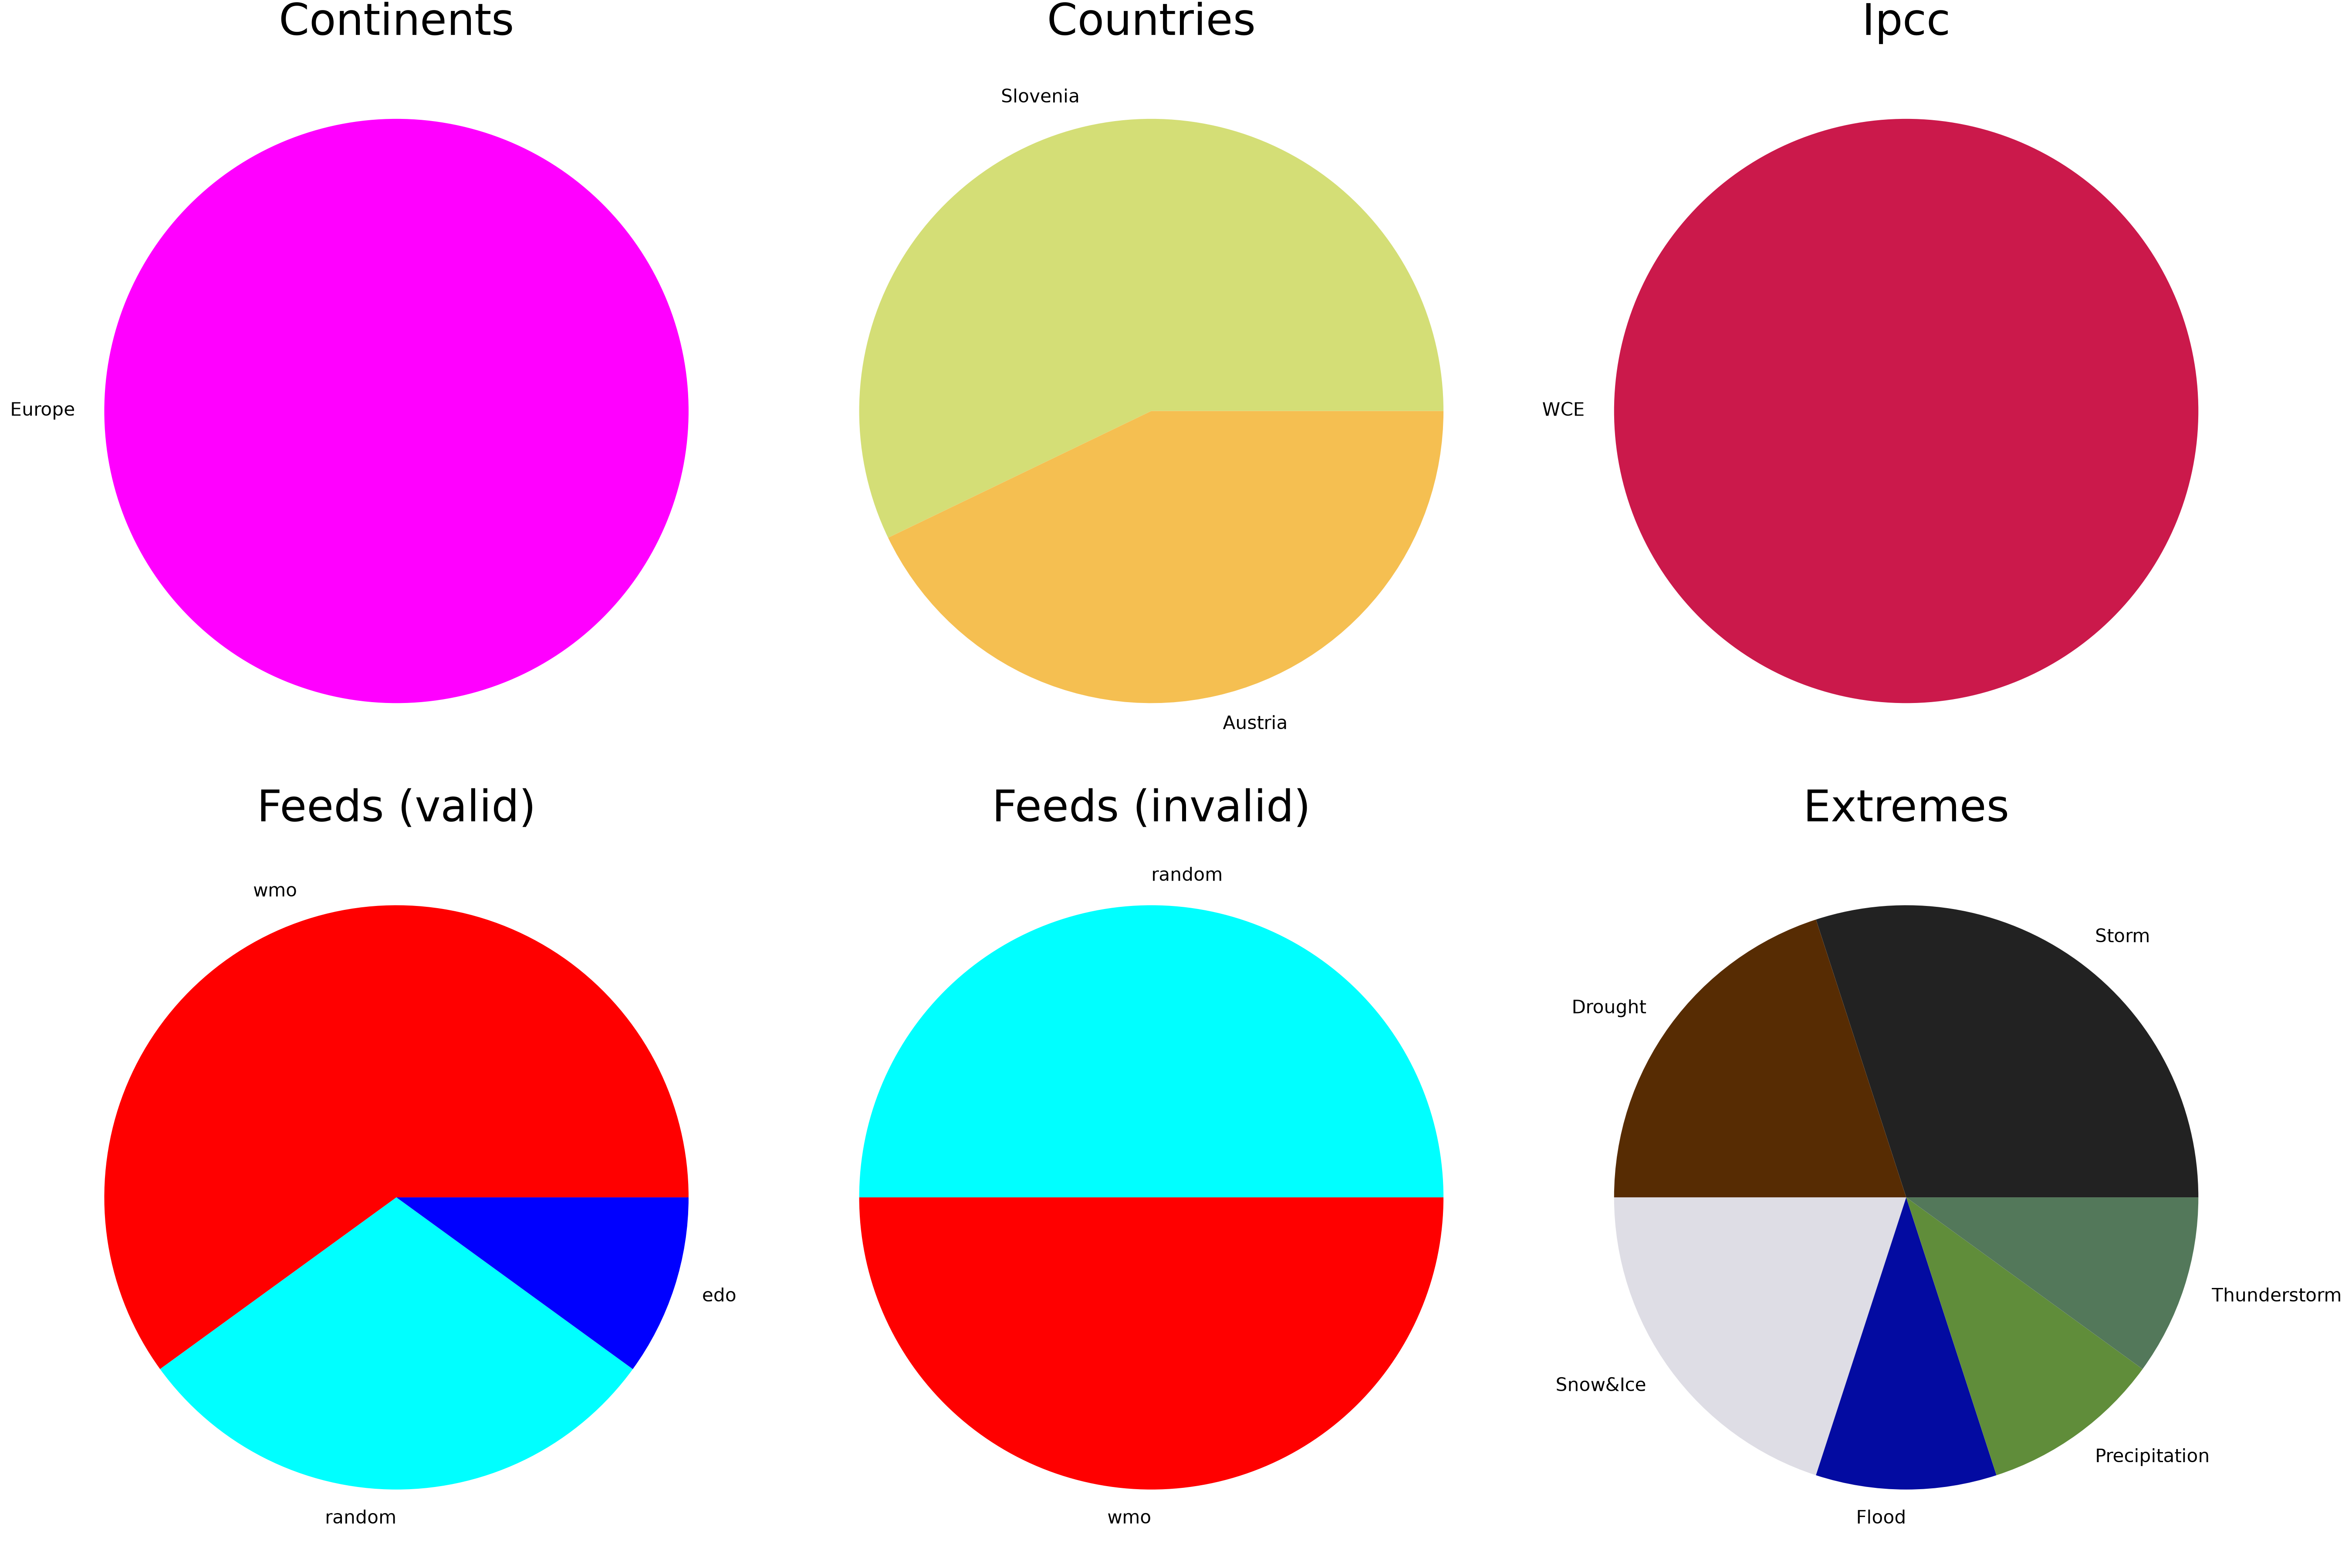 Continents
Countries
Ipcc
Slovenia
Europe
WCE
Austria
Feeds (valid)
Feeds (invalid)
Extremes
wmo
random
Storm
Drought
edo
Thunderstorm
Snow&Ice
Precipitation
random
wmo
Flood